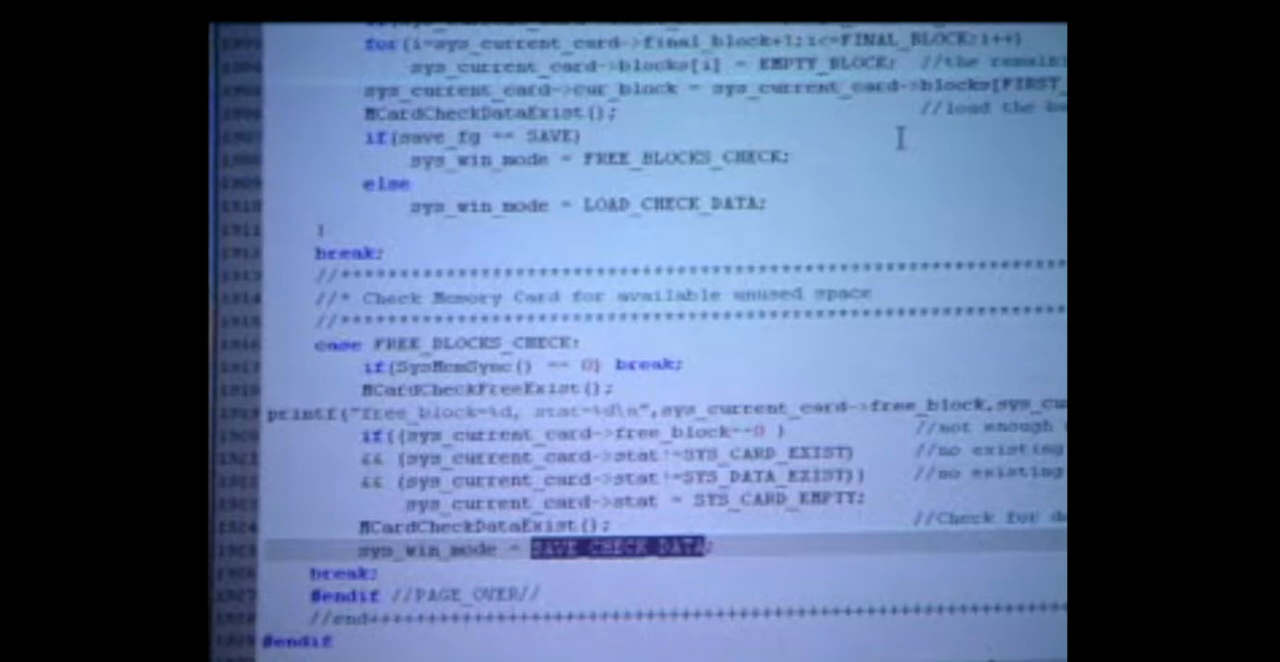 for(i=sys_current_card->final_block+1;i<=FINAL_BLOCK;i++)
sys_current_card->blocks[i] = EMPTY_BLOCK; //the remain
sys_current_card->cur_block = sys_current_card->blocks[FIRST_
MCardCheckDataExist(); //load the
if(save_fg == SAVE)
sys_win_mode = FREE_BLOCKS_CHECK;
else
sys_win_mode = LOAD_CHECK_DATA;
}
break;
//* Check Memory Card for available unused space
case FREE_BLOCKS_CHECK:
if(SysMcmSync() == 0) break;
MCardCheckFreeExist();
printf("free_block=%d, stat=%d\n",sys_current_card->free_block,sys_cu
if((sys_current_card->free_block==0 ) //not enough
&& (sys_current_card->stat!=SYS_CARD_EXIST) //no existing
&& (sys_current_card->stat!=SYS_DATA_EXIST)) //no existing
sys_current_card->stat = SYS_CARD_EMPTY;
MCardCheckDataExist(); //Check for d
sys_win_mode = SAVE_CHECK_DATA;
break;
#endif //PAGE_OVER//
#endif